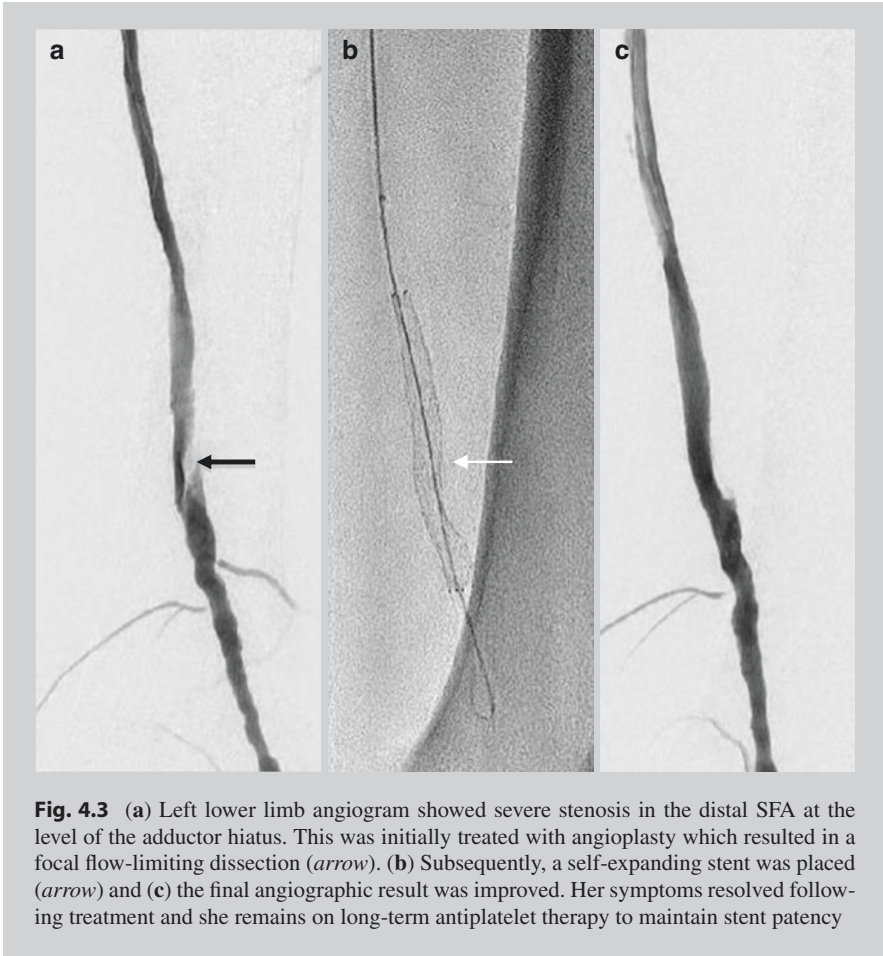 a
b
c
Fig. 4.3 (a) Left lower limb angiogram showed severe stenosis in the distal SFA at the
level of the adductor hiatus. This was initially treated with angioplasty which resulted in a
focal flow-limiting dissection (arrow). (b) Subsequently, a self-expanding stent was placed
(arrow) and (c) the final angiographic result was improved. Her symptoms resolved follow-
ing treatment and she remains on long-term antiplatelet therapy to maintain stent patency